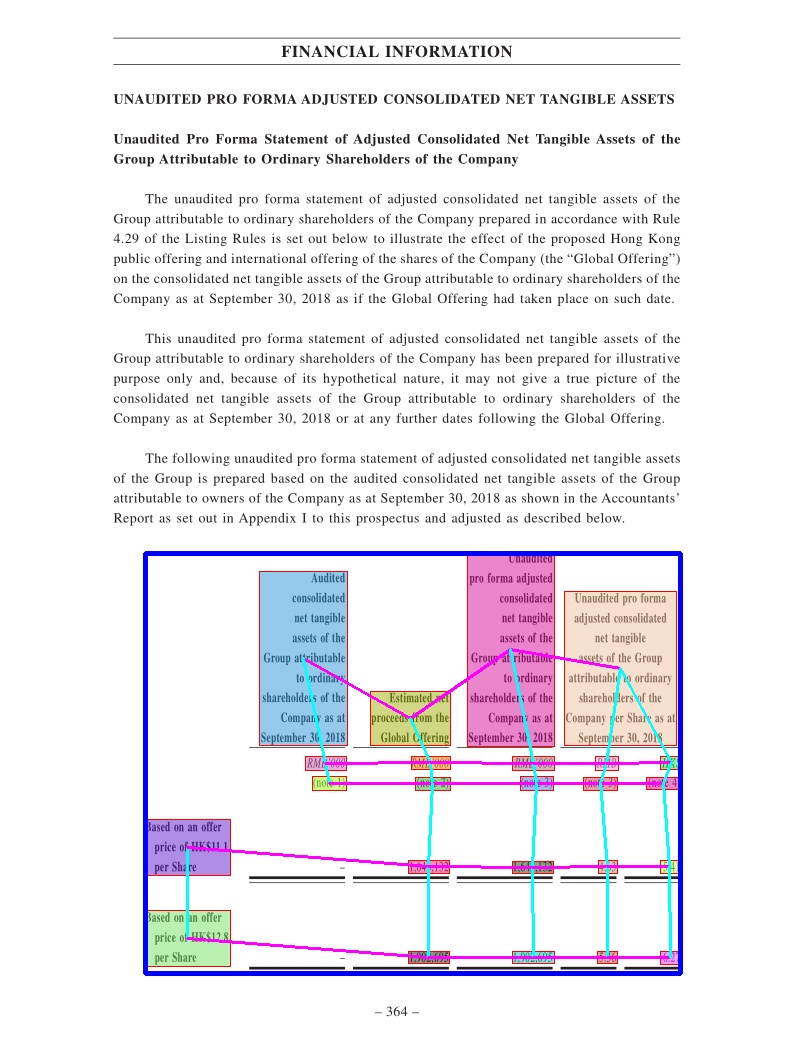 FINANCIAL INFORMATION
UNAUDITED PRO FORMA ADJUSTED CONSOLIDATED NET TANGIBLE ASSETS
Unaudited Pro Forma Statement of Adjusted Consolidated Net Tangible Assets of the
Group Attributable to Ordinary Shareholders of the Company
The unaudited pro forma statement of adjusted consolidated net tangible assets of the
Group attributable to ordinary shareholders of the Company prepared in accordance with Rule
4.29 of the Listing Rules is set out below to illustrate the effect of the proposed Hong Kong
public offering and international offering of the shares of the Company (the “Global Offering”)
on the consolidated net tangible assets of the Group attributable to ordinary shareholders of the
Company as at September 30, 2018 as if the Global Offering had taken place on such date.
This unaudited pro forma statement of adjusted consolidated net tangible assets of the
Group attributable to ordinary shareholders of the Company has been prepared for illustrative
purpose only and, because of its hypothetical nature, it may not give a true picture of the
consolidated net tangible assets of the Group attributable to ordinary shareholders of the
Company as at September 30, 2018 or at any further dates following the Global Offering.
The following unaudited pro forma statement of adjusted consolidated net tangible assets
of the Group is prepared based on the audited consolidated net tangible assets of the Group
attributable to owners of the Company as at September 30, 2018 as shown in the Accountants’
Report as set out in Appendix I to this prospectus and adjusted as described below.
Audited
consolidated
net tangible
assets of the
Group attributable
to ordinary
shareholders of the
Company as at
September 30, 2018
Estimated net
proceeds from the
Global Offering
Unaudited
pro forma adjusted
consolidated
net tangible
assets of the
Group attributable
to ordinary
shareholders of the
Company as at
September 30, 2018
Unaudited pro forma
adjusted consolidated
net tangible
assets of the Group
attributable to ordinary
shareholders of the
Company per Share as at
September 30, 2018
RMB'000 RMB'000 RMB'000 RMB
(note 1) (note 2) (note 3) (note 3) (note 4
Based on an offer
price of HK$11.1
per Share –
Based on an offer
price of HK$12.8
per Share – 1,902,695 1,902,695 5.36
– 364 –